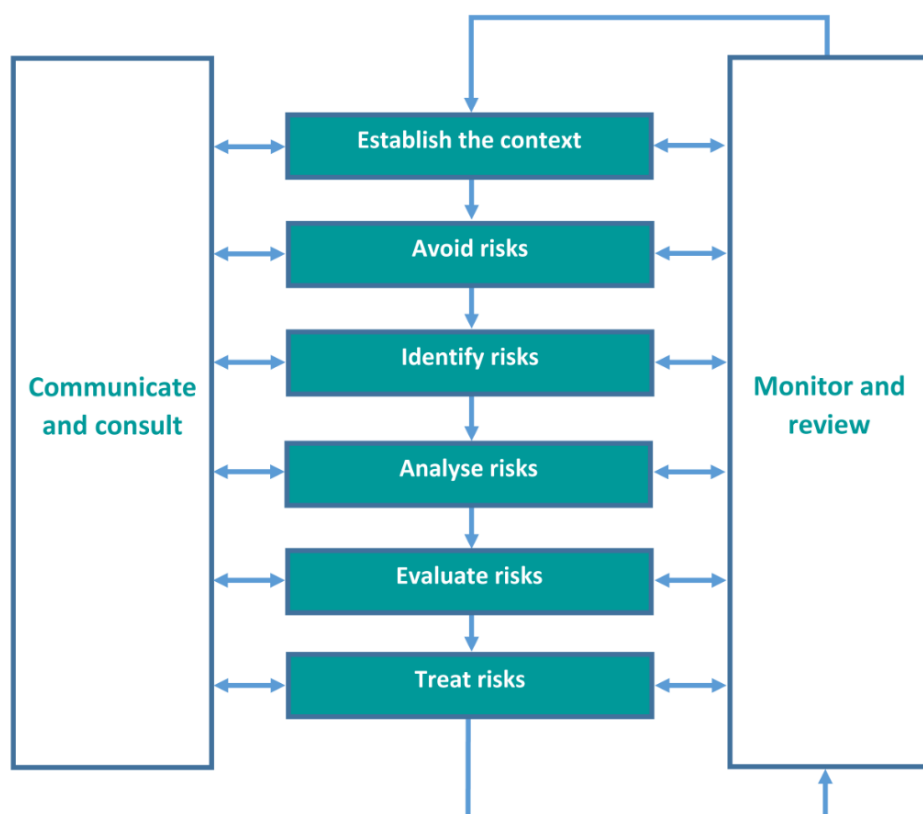 Establish the context
Avoid risks
Identify risks
Communicate
and consult
Monitor and
review
Analyse risks
Evaluate risks
Treat risks